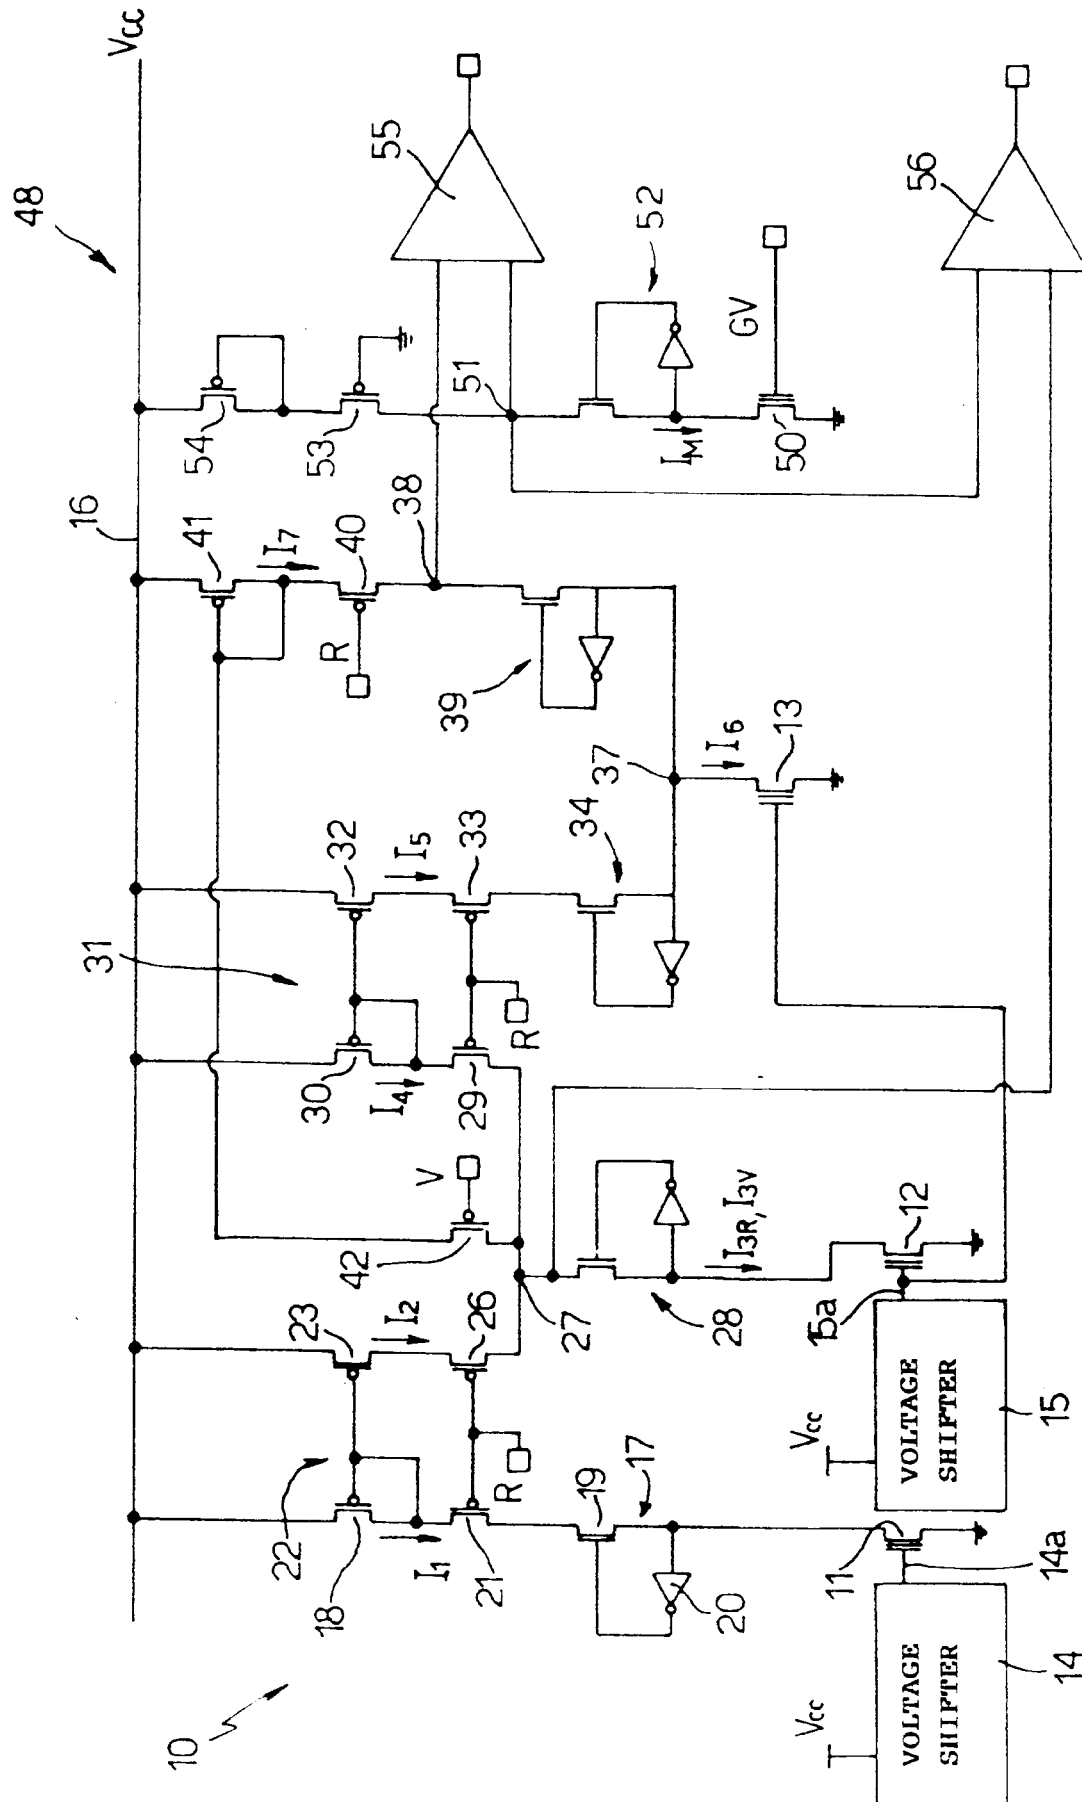 48
16
Vcc
31
10
54
41
I7
22
23
30
32
53
40
R
18
I1
I2
V
42
I4
I5
55
38
21
26
29
33
39
51
R
R
27
52
19
34
IM
37
17
28
I3R, I3V
I6
GV
20
13
50
Vcc
Vcc
11
15a
12
56
VOLTAGE
SHIFTER
VOLTAGE
SHIFTER
14a
14
15